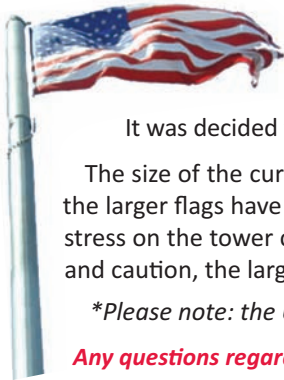 It was decided
The size of the cur
the larger flags have
stress on the tower
and caution, the larg
*Please note: the
Any questions regar